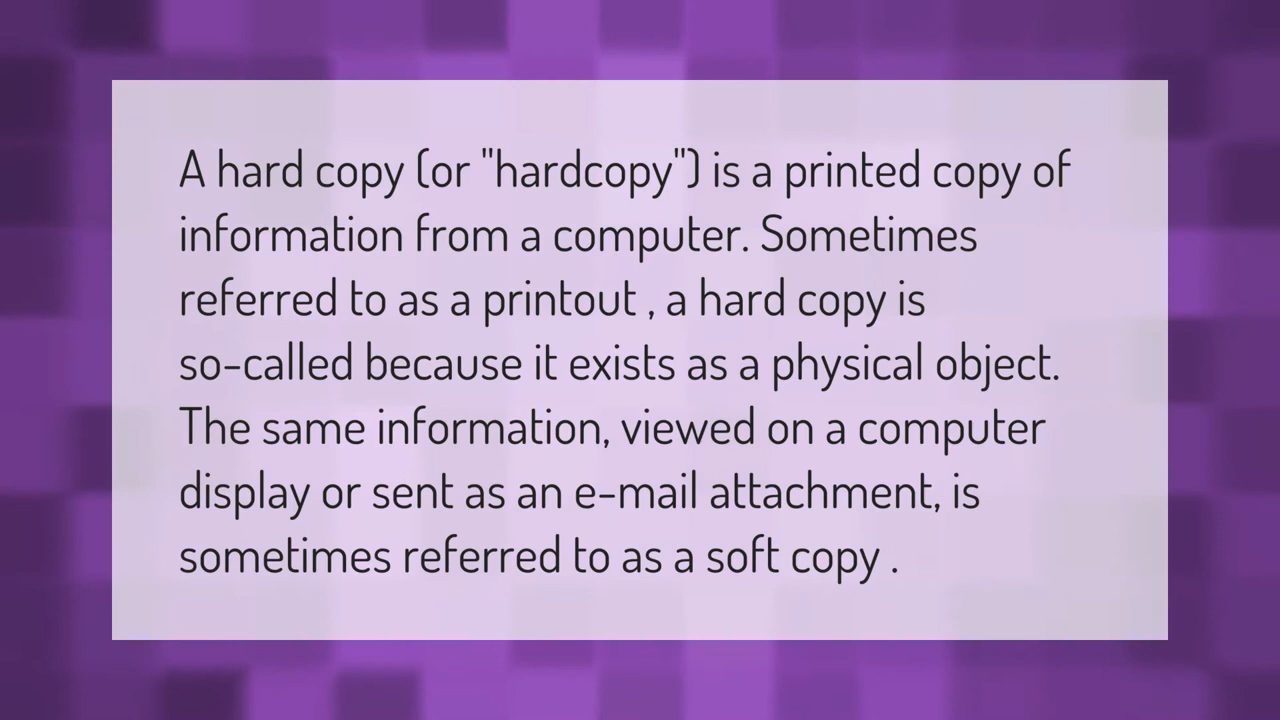 A hard copy (or "hardcopy") is a printed copy of
information from a computer. Sometimes
referred to as a printout , a hard copy is
so-called because it exists as a physical object.
The same information, viewed on a computer
display or sent as an e-mail attachment, is
sometimes referred to as a soft copy .